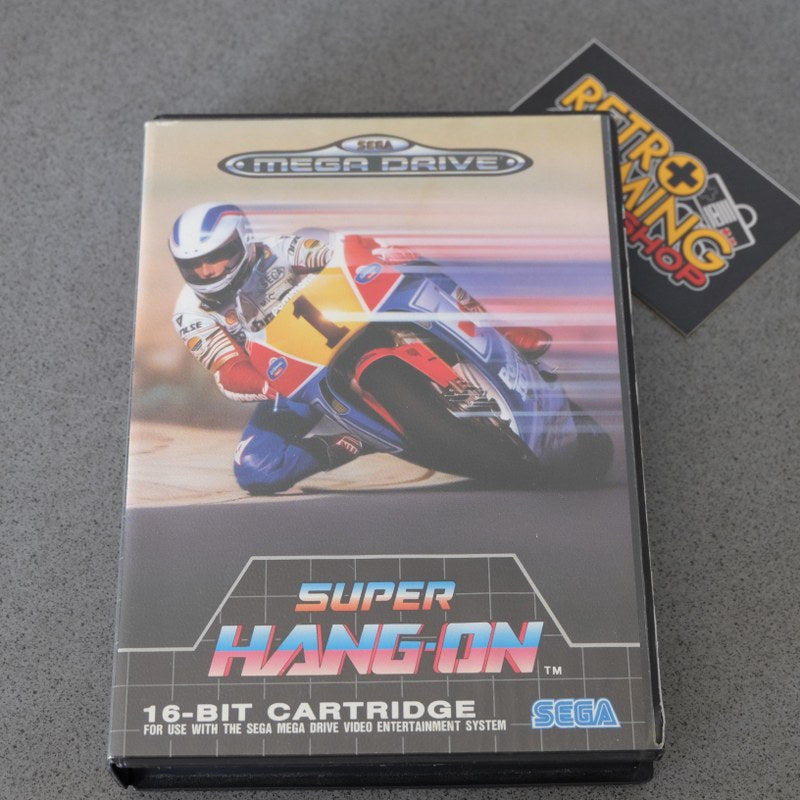 SEGA
MEGA DRIVE
1
SUPER
HANG-ON
TM
16-BIT CARTRIDGE
FOR USE WITH THE SEGA MEGA DRIVE VIDEO ENTERTAINMENT SYSTEM
SEGA
RETRO
SHOP